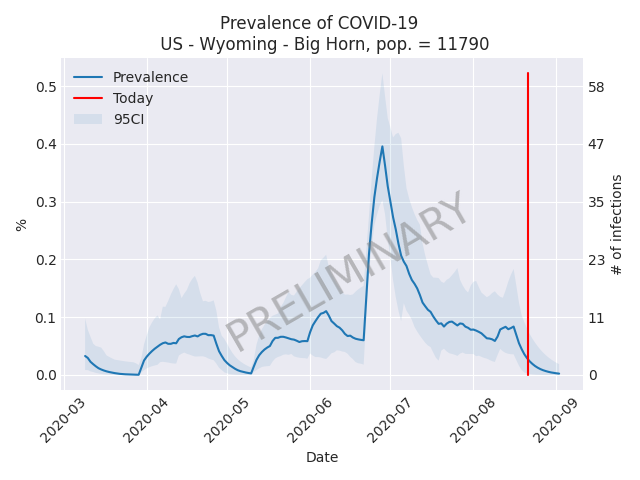 Prevalence of COVID-19
US - Wyoming - Big Horn, pop. = 11790
Prevalence
Today
95CI
PRELIMINARY
%
0.5
0.4
0.3
0.2
0.1
0.0
58
47
35
23
11
0
# of infections
2020-03
2020-04
2020-05
2020-06
2020-07
2020-08
2020-09
Date